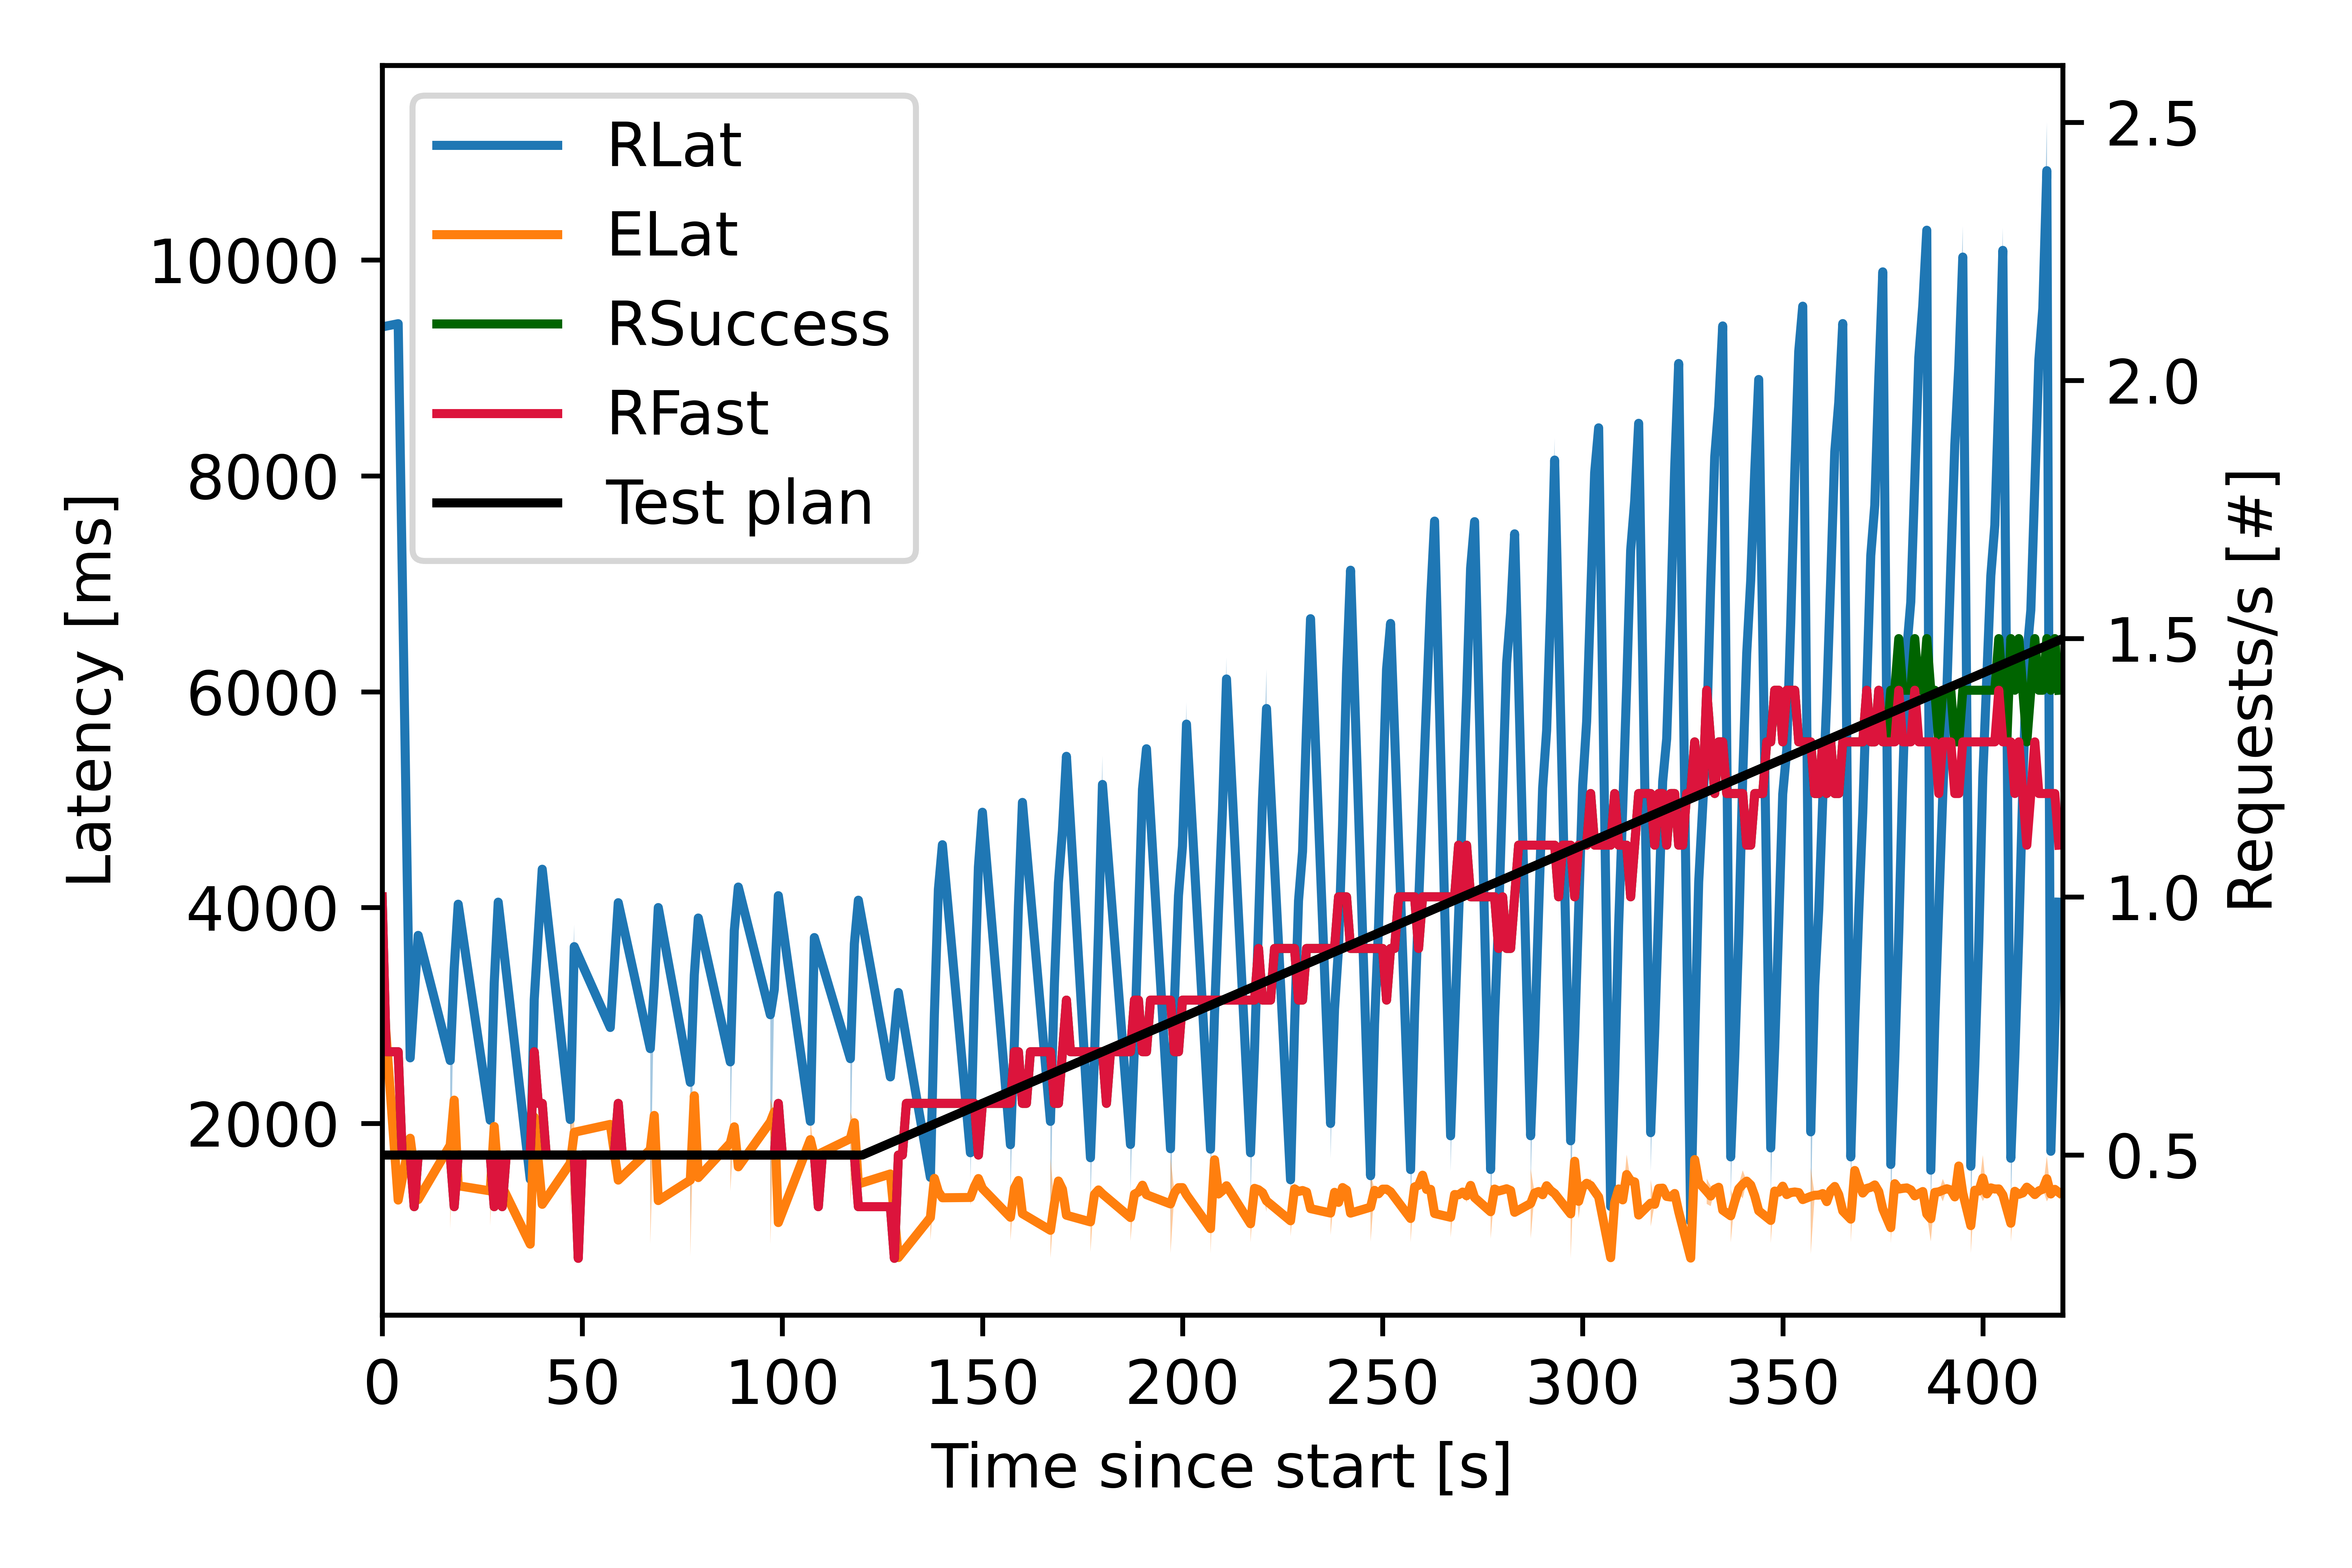 RLat
ELat
RSuccess
RFast
Test plan
Latency [ms]
10000
8000
6000
4000
2000
2.5
2.0
1.5
1.0
0.5
Requests/s [#]
0 50 100 150 200 250 300 350 400
Time since start [s]